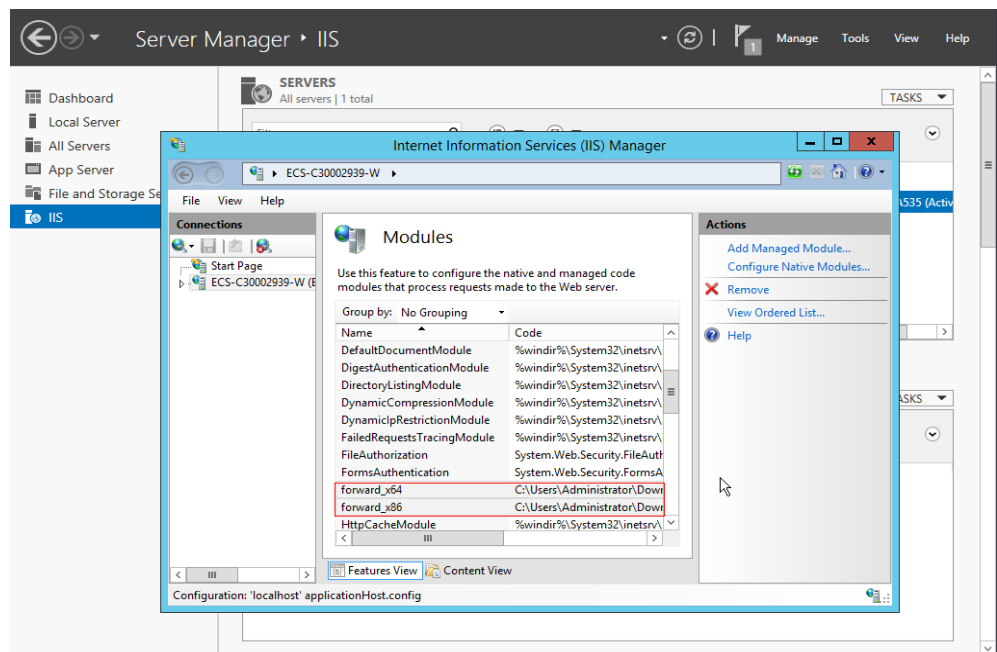 Server Manager ‣ IIS
1
Manage Tools View Help
Dashboard
Local Server
All Servers
App Server
File and Storage Se
IIS
SERVERS
All servers | 1 total
TASKS
Internet Information Services (IIS) Manager
X
ECS-C30002939-W
File View Help
\535 (Activ
Connections
Start Page
ECS-C30002939-W (E
Modules
Use this feature to configure the native and managed code
modules that process requests made to the Web server.
Group by: No Grouping
Name Code
DefaultDocumentModule %windir%\System32\inetsrv\
DigestAuthenticationModule %windir%\System32\inetsrv\
DirectoryListingModule %windir%\System32\inetsrv\
DynamicCompressionModule %windir%\System32\inetsrv\
DynamicIpRestrictionModule %windir%\System32\inetsrv\
FailedRequestsTracingModule %windir%\System32\inetsrv\
FileAuthorization System.Web.Security.FileAuth
FormsAuthentication System.Web.Security.FormsA
forward_x64 C:\Users\Administrator\Dowr
forward_x86 C:\Users\Administrator\Dowr
HttpCacheModule %windir%\System32\inetsrv\
Features View Content View
Actions
Add Managed Module...
Configure Native Modules...
Remove
View Ordered List...
Help
ASKS
Configuration: 'localhost' applicationHost.config